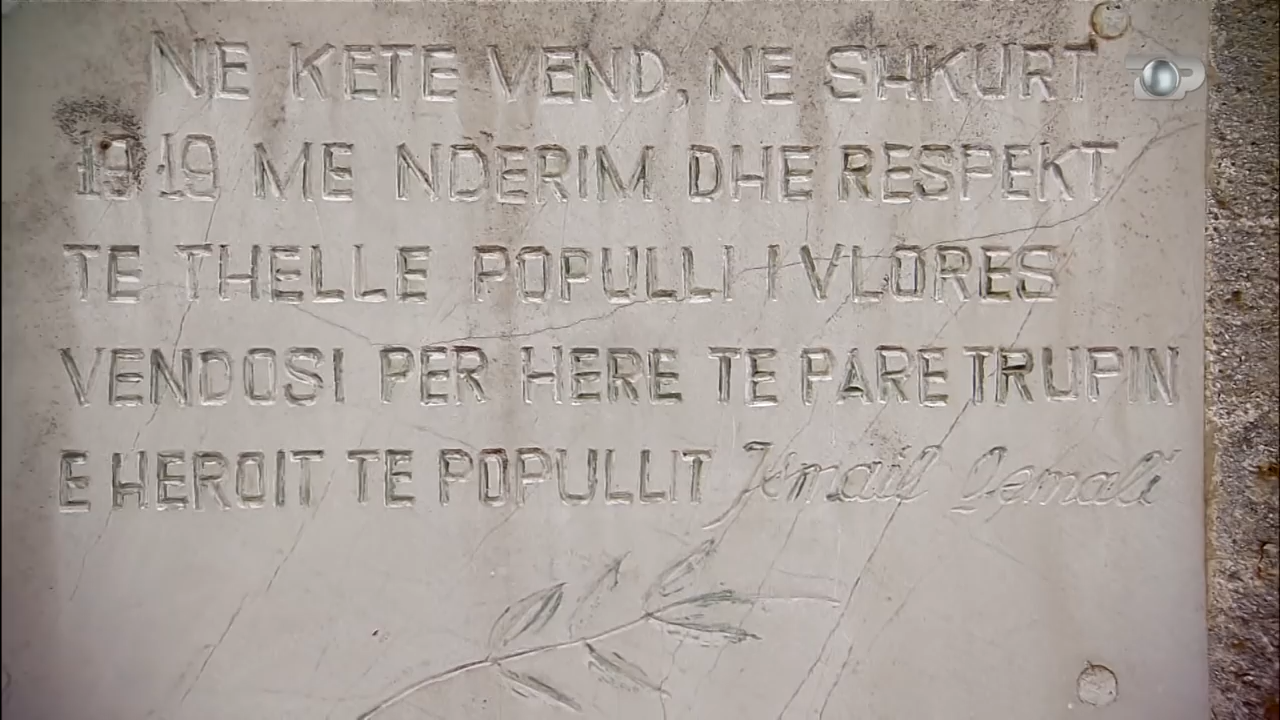 NE KETE VEND, NE SHKURT
1919 ME NDERIM DHE RESPEKT
TE THELLE POPULLI I VLORES
VENDOSI PER HERE TE PARE TRUPIN
E HEROIT TE POPULLIT Ismail Qemali